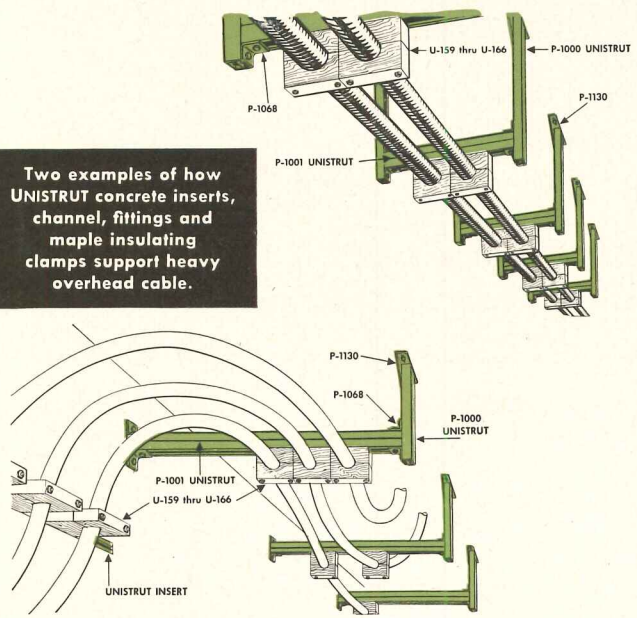 U-159 thru U-166
P-1000 UNISTRUT
P-1068
P-1130
P-1001 UNISTRUT
Two examples of how
UNISTRUT concrete inserts,
channel, fittings and
maple insulating
clamps support heavy
overhead cable.
P-1130
P-1068
P-1000
UNISTRUT
P-1001 UNISTRUT
U-159 thru U-166
UNISTRUT INSERT